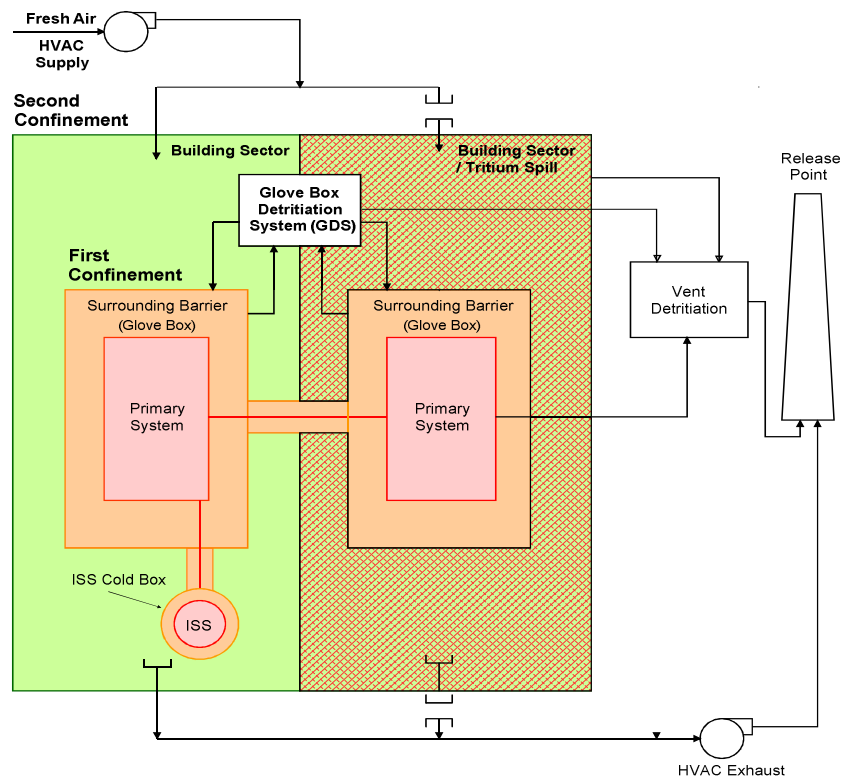 Fresh Air
HVAC
Supply
Second
Confinement
Building Sector
Building Sector
/ Tritium Spill
Release
Point
Glove Box
Detritiation
System (GDS)
First
Confinement
Vent
Detritiation
Surrounding Barrier
(Glove Box)
Surrounding Barrier
(Glove Box)
Primary
System
Primary
System
ISS Cold Box
ISS
HVAC Exhaust